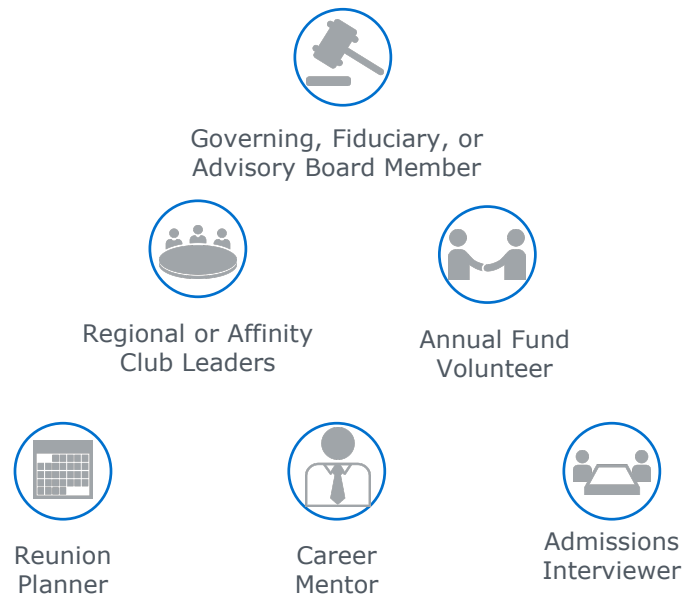 Governing, Fiduciary, or
Advisory Board Member
Regional or Affinity
Club Leaders
Annual Fund
Volunteer
Reunion
Planner
Career
Mentor
Admissions
Interviewer